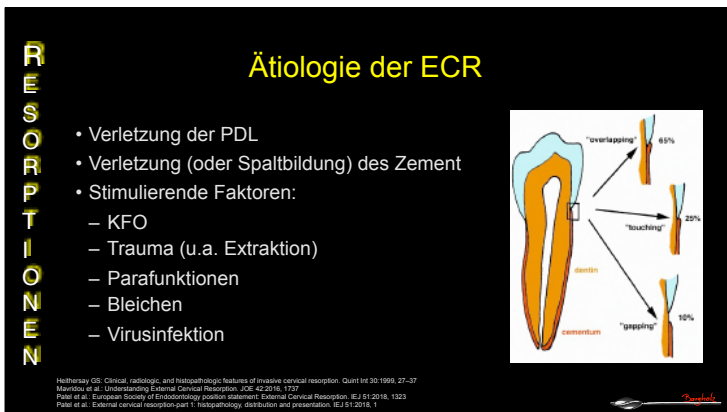 RESORPTIONEN
Ätiologie der ECR
• Verletzung der PDL
• Verletzung (oder Spaltbildung) des Zement
• Stimulierende Faktoren:
– KFO
– Trauma (u.a. Extraktion)
– Parafunktionen
– Bleichen
– Virusinfektion
"overlapping" 65%
25%
"touching"
dentin
10%
"gapping"
cementum
Heithersay GS: Clinical, radiologic, and histopathologic features of invasive cervical resorption. Quint Int 30:1999, 27–37
Mavridou et al.: Understanding External Cervical Resorption. JOE 42:2016, 1737
Patel et al.: European Society of Endodontology position statement: External Cervical Resorption. IEJ 51:2018, 1323
Patel et al.: External cervical resorption-part 1: histopathology, distribution and presentation. IEJ 51:2018, 1
Bargholz